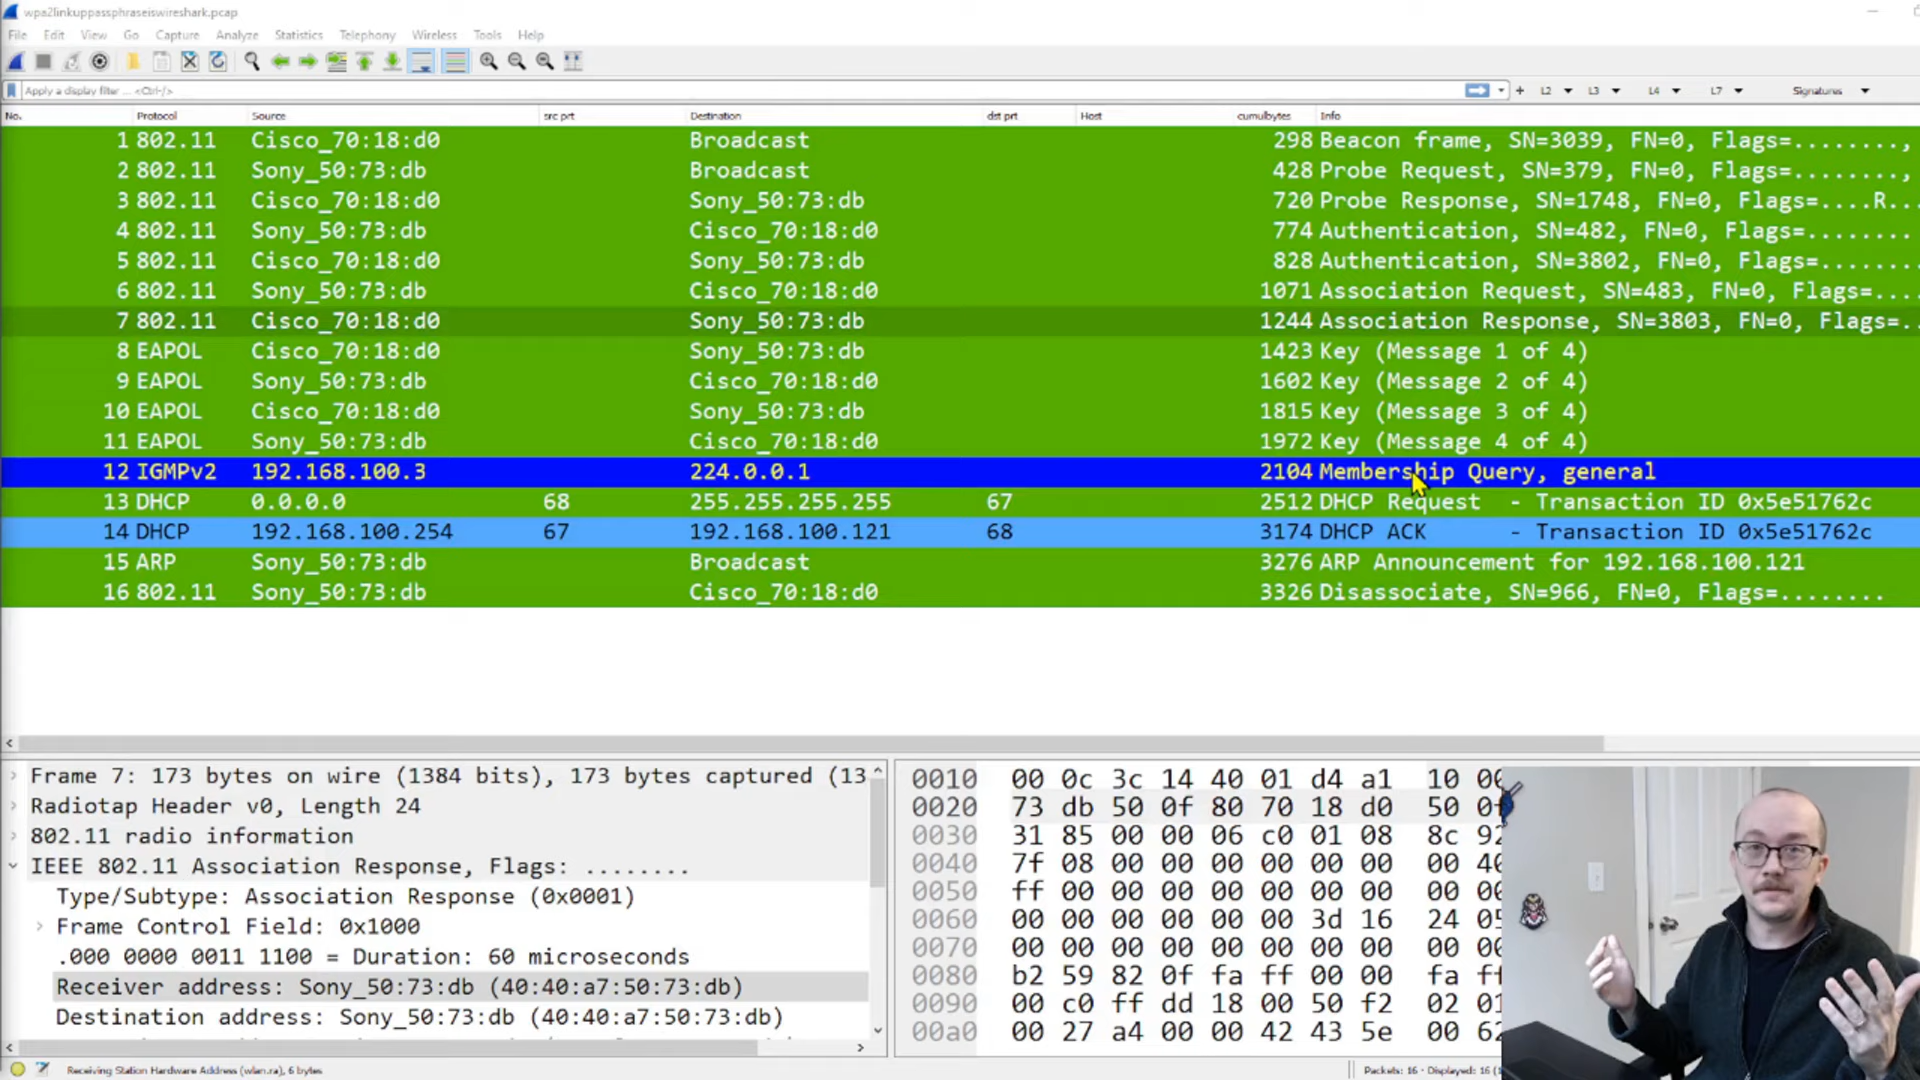 wpa2linkuppassphraseiswireshark.pcap
File Edit View Go Capture Analyze Statistics Telephony Wireless Tools Help
Apply a display filter ... <Ctrl-/> + L2 L3 L4 L7 Signatures
No. Protocol Source src prt Destination dst prt Host cumulbytes Info
1 802.11 Cisco_70:18:d0 Broadcast 298 Beacon frame, SN=3039, FN=0, Flags=........,
2 802.11 Sony_50:73:db Broadcast 428 Probe Request, SN=379, FN=0, Flags=........,
3 802.11 Cisco_70:18:d0 Sony_50:73:db 720 Probe Response, SN=1748, FN=0, Flags=....R...
4 802.11 Sony_50:73:db Cisco_70:18:d0 774 Authentication, SN=482, FN=0, Flags=........
5 802.11 Cisco_70:18:d0 Sony_50:73:db 828 Authentication, SN=3802, FN=0, Flags=.......
6 802.11 Sony_50:73:db Cisco_70:18:d0 1071 Association Request, SN=483, FN=0, Flags=....
7 802.11 Cisco_70:18:d0 Sony_50:73:db 1244 Association Response, SN=3803, FN=0, Flags=..
8 EAPOL Cisco_70:18:d0 Sony_50:73:db 1423 Key (Message 1 of 4)
9 EAPOL Sony_50:73:db Cisco_70:18:d0 1602 Key (Message 2 of 4)
10 EAPOL Cisco_70:18:d0 Sony_50:73:db 1815 Key (Message 3 of 4)
11 EAPOL Sony_50:73:db Cisco_70:18:d0 1972 Key (Message 4 of 4)
12 IGMPv2 192.168.100.3 224.0.0.1 2104 Membership Query, general
13 DHCP 0.0.0.0 68 255.255.255.255 67 2512 DHCP Request - Transaction ID 0x5e51762c
14 DHCP 192.168.100.254 67 192.168.100.121 68 3174 DHCP ACK - Transaction ID 0x5e51762c
15 ARP Sony_50:73:db Broadcast 3276 ARP Announcement for 192.168.100.121
16 802.11 Sony_50:73:db Cisco_70:18:d0 3326 Disassociate, SN=966, FN=0, Flags=........
Frame 7: 173 bytes on wire (1384 bits), 173 bytes captured (13
Radiotap Header v0, Length 24
802.11 radio information
IEEE 802.11 Association Response, Flags: ........
Type/Subtype: Association Response (0x0001)
Frame Control Field: 0x1000
.000 0000 0011 1100 = Duration: 60 microseconds
Receiver address: Sony_50:73:db (40:40:a7:50:73:db)
Destination address: Sony_50:73:db (40:40:a7:50:73:db)
0010 00 0c 3c 14 40 01 d4 a1 10 00
0020 73 db 50 0f 80 70 18 d0 50 0f
0030 31 85 00 00 06 c0 01 08 8c 92
0040 7f 08 00 00 00 00 00 00 00 40
0050 ff 00 00 00 00 00 00 00 00 00
0060 00 00 00 00 00 3d 16 24 05
0070 00 00 00 00 00 00 00 00 00 00
0080 b2 59 82 0f fa ff 00 00 fa ff
0090 00 c0 ff dd 18 00 50 f2 02 01
00a0 00 27 a4 00 00 42 43 5e 00 62
Receiving Station Hardware Address (wlan.ra), 6 bytes
Packets: 16 · Displayed: 16 (1